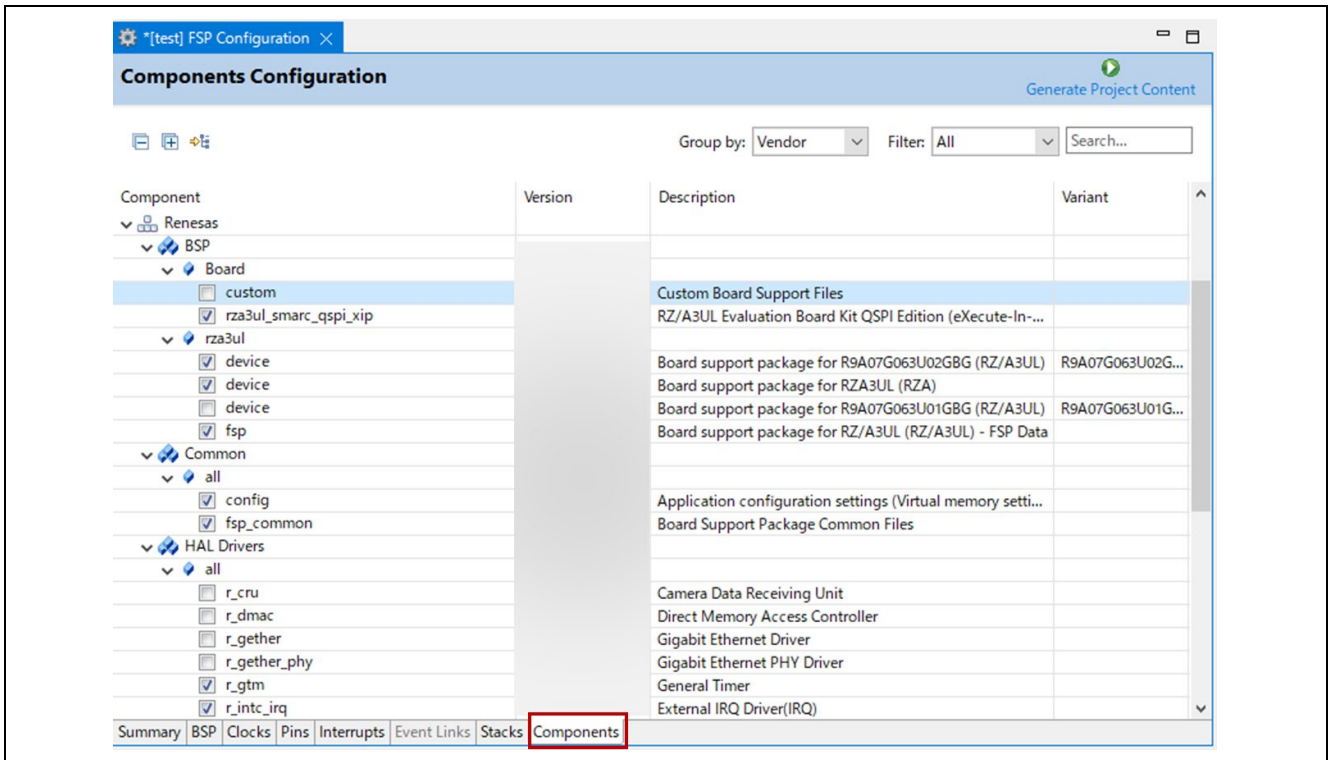 *[test] FSP Configuration
Components Configuration
Generate Project Content
Group by: Vendor Filter: All Search...
Component Version Description Variant
Renesas
BSP
Board
custom Custom Board Support Files
rza3ul_smarc_qspi_xip RZ/A3UL Evaluation Board Kit QSPI Edition (eXecute-In-...
rza3ul
device Board support package for R9A07G063U02GBG (RZ/A3UL) R9A07G063U02G...
device Board support package for RZA3UL (RZA)
device Board support package for R9A07G063U01GBG (RZ/A3UL) R9A07G063U01G...
fsp Board support package for RZ/A3UL (RZ/A3UL) - FSP Data
Common
all
config Application configuration settings (Virtual memory setti...
fsp_common Board Support Package Common Files
HAL Drivers
all
r_cru Camera Data Receiving Unit
r_dmac Direct Memory Access Controller
r_gether Gigabit Ethernet Driver
r_gether_phy Gigabit Ethernet PHY Driver
r_gtm General Timer
r_intc_irq External IRQ Driver(IRQ)
Summary BSP Clocks Pins Interrupts Event Links Stacks Components